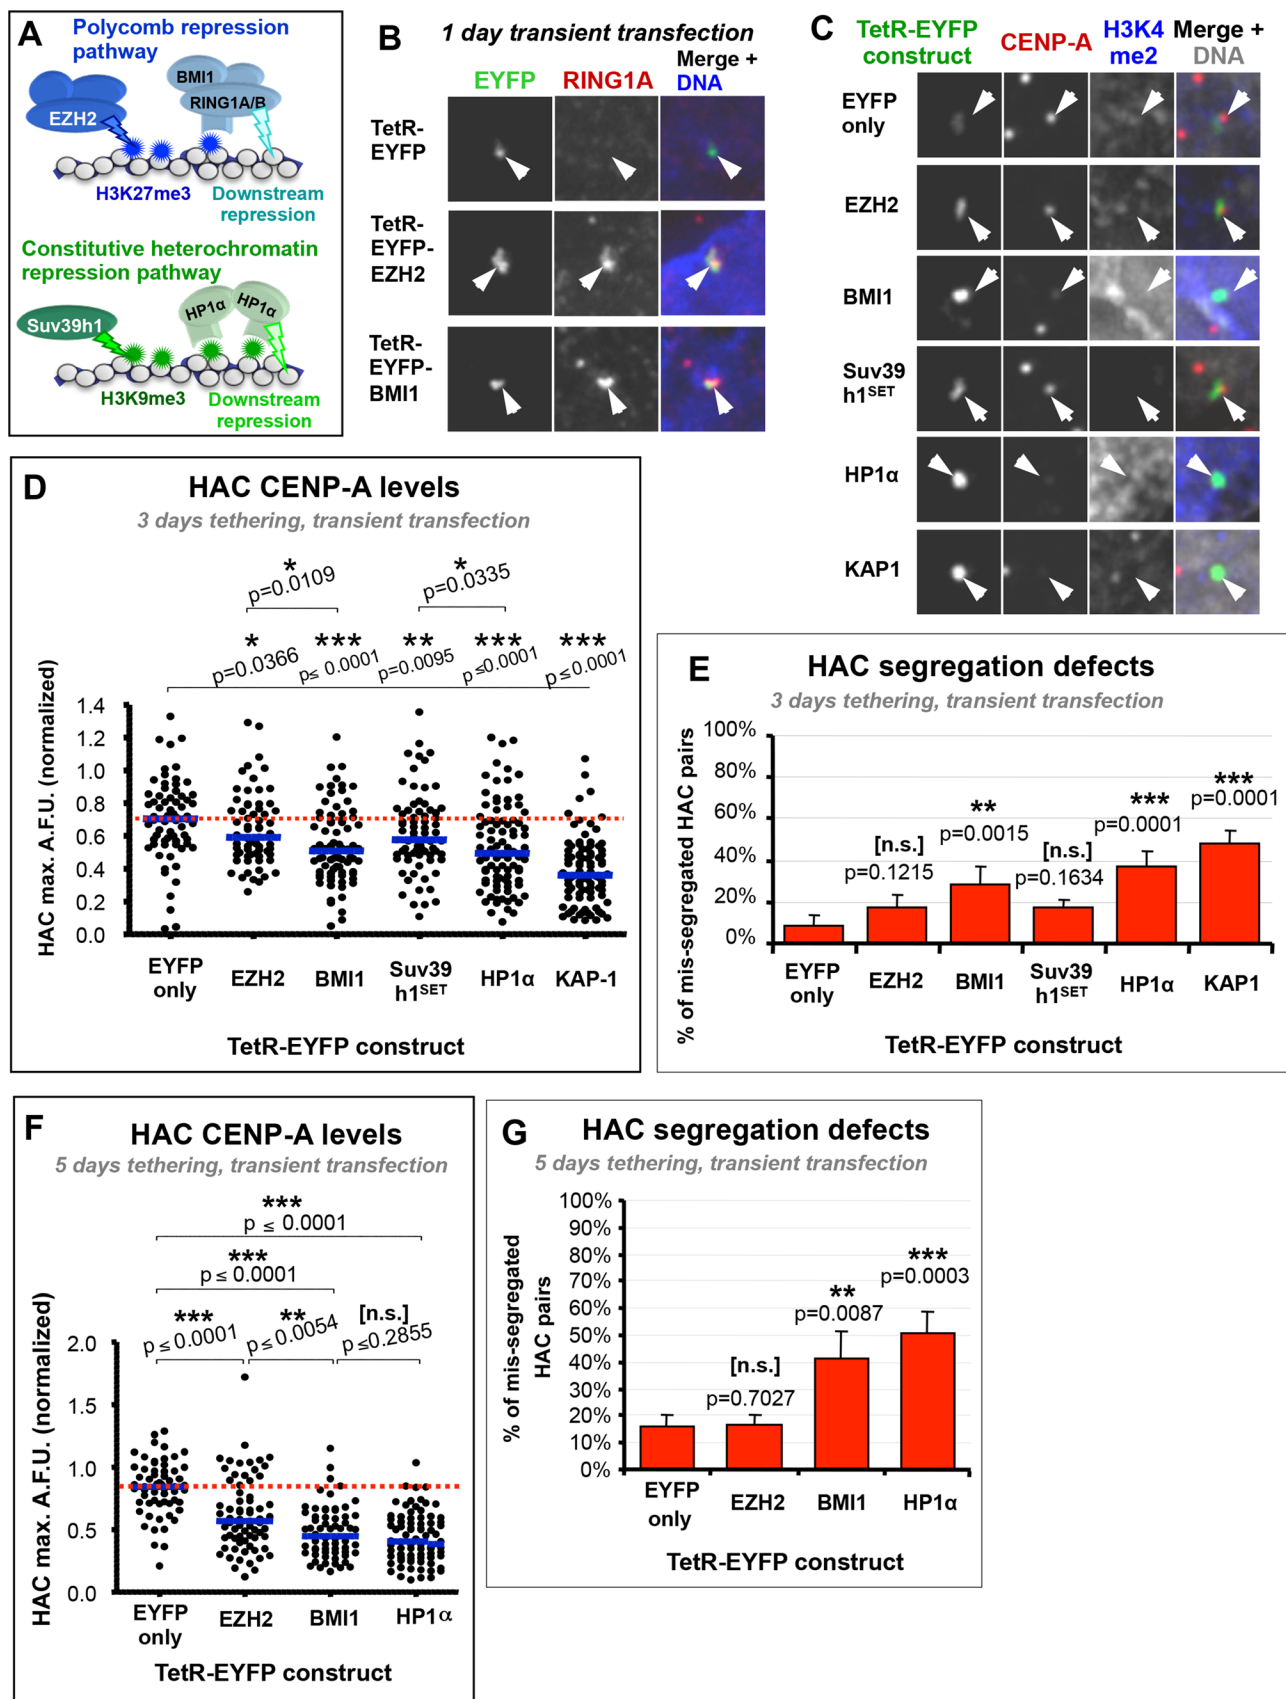 A
Polycomb repression
pathway
BMI1
RING1A/B
EZH2
H3K27me3
Downstream
repression
Constitutive heterochromatin
repression pathway
HP1α
HP1α
Suv39h1
H3K9me3
Downstream
repression
B
1 day transient transfection
EYFP
RING1A
Merge +
DNA
TetR-
EYFP
TetR-
EYFP-
EZH2
TetR-
EYFP-
BMI1
C
TetR-EYFP
construct
CENP-A
H3K4
me2
Merge +
DNA
EYFP
only
EZH2
BMI1
Suv39
h1SET
HP1α
KAP1
D
HAC CENP-A levels
3 days tethering, transient transfection
*
p=0.0109
*
p=0.0335
*
p=0.0366
***
p≤ 0.0001
**
p=0.0095
***
p≤0.0001
***
p≤0.0001
HAC max. A.F.U. (normalized)
1.4
1.2
1.0
0.8
0.6
0.4
0.2
0.0
EYFP
only
EZH2
BMI1
Suv39
h1SET
HP1α
KAP-1
TetR-EYFP construct
E
HAC segregation defects
3 days tethering, transient transfection
% of mis-segregated HAC pairs
100%
80%
60%
40%
20%
0%
[n.s.]
p=0.1215
**
p=0.0015
[n.s.]
p=0.1634
***
p=0.0001
***
p=0.0001
EYFP
only
EZH2
BMI1
Suv39
h1SET
HP1α
KAP1
TetR-EYFP construct
F
HAC CENP-A levels
5 days tethering, transient transfection
***
p ≤ 0.0001
***
p ≤ 0.0001
***
p ≤ 0.0001
**
p ≤ 0.0054
[n.s.]
p ≤0.2855
HAC max. A.F.U. (normalized)
2.0
1.5
1.0
0.5
0.0
EYFP
only
EZH2
BMI1
HP1α
TetR-EYFP construct
G
HAC segregation defects
5 days tethering, transient transfection
% of mis-segregated
HAC pairs
100%
90%
80%
70%
60%
50%
40%
30%
20%
10%
0%
[n.s.]
p=0.7027
**
p=0.0087
***
p=0.0003
EYFP
only
EZH2
BMI1
HP1α
TetR-EYFP construct